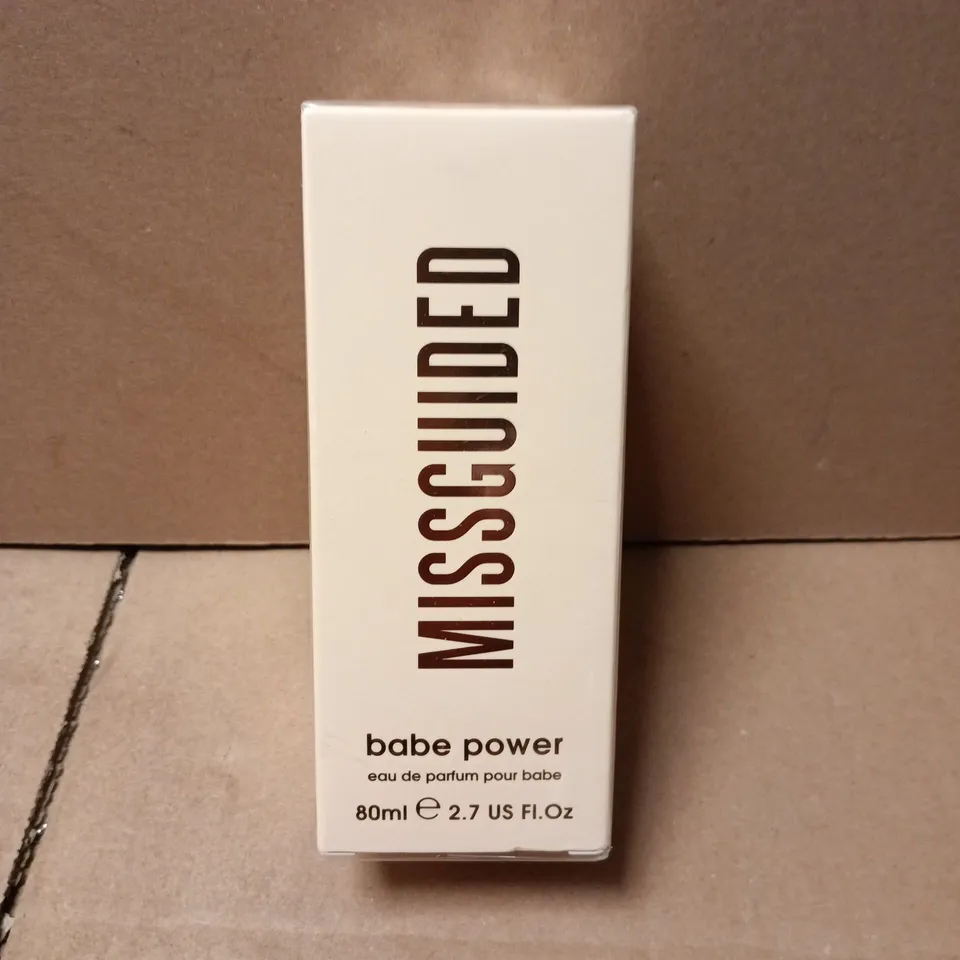 MISSGUIDED
babe power
eau de parfum pour babe
80ml ℮ 2.7 US Fl.Oz